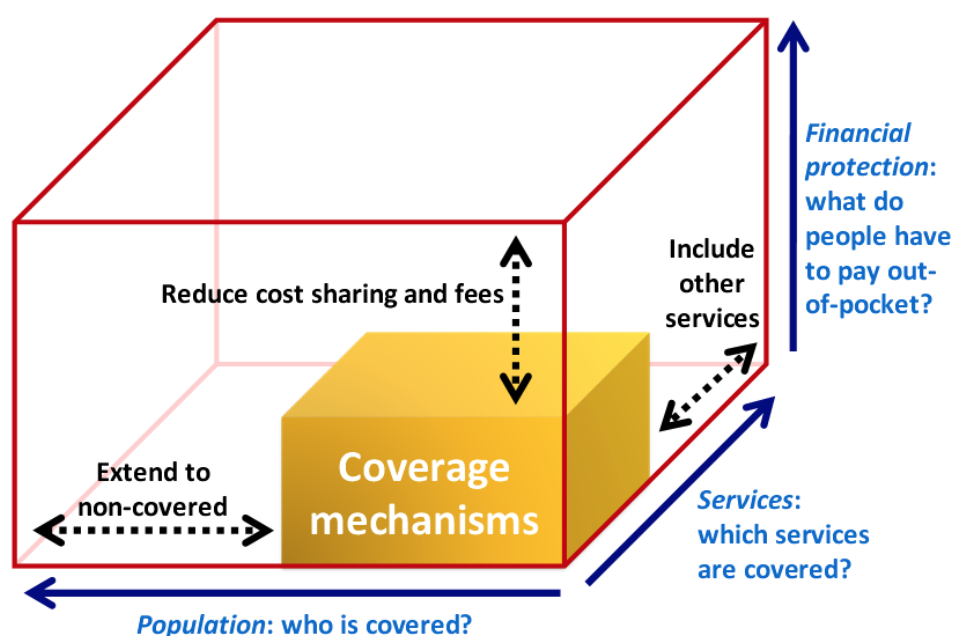 Financial
protection:
what do
people have
to pay out-
of-pocket?
Include
other
services
Reduce cost sharing and fees
Coverage
mechanisms
Extend to
non-covered
Services:
which services
are covered?
Population: who is covered?